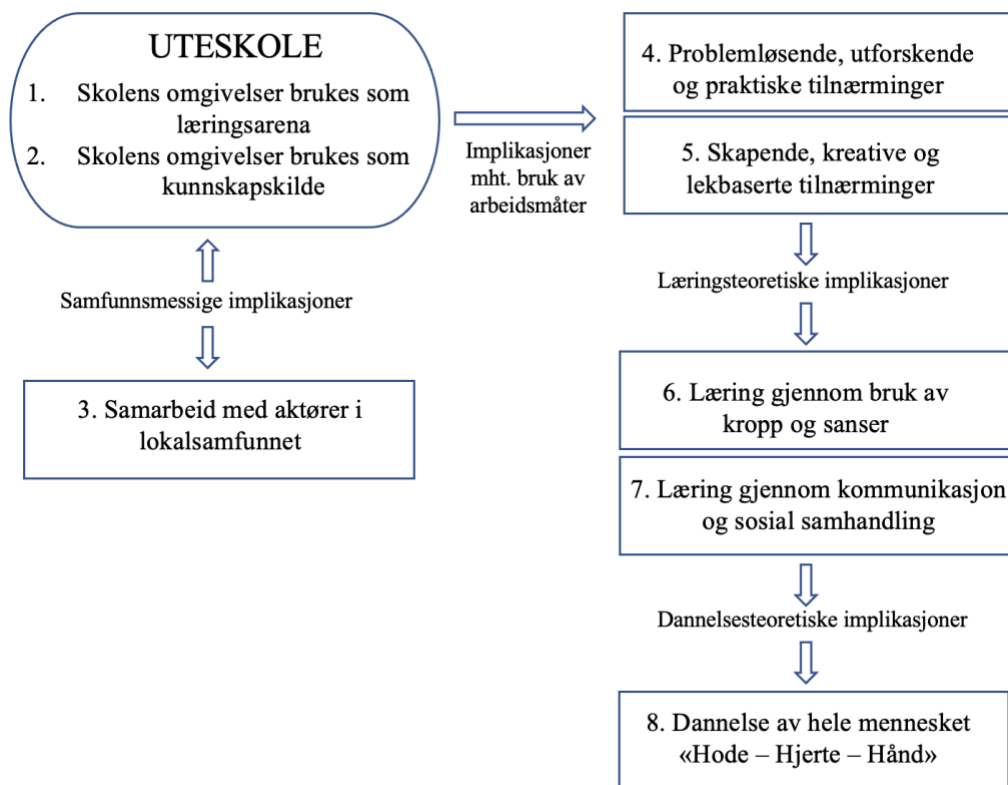 UTESKOLE
1. Skolens omgivelser brukes som
læringsarena
2. Skolens omgivelser brukes som
kunnskapskilde
Samfunnsmessige implikasjoner
3. Samarbeid med aktører i
lokalsamfunnet
Implikasjoner
mht. bruk av
arbeidsmåter
4. Problemløsende, utforskende
og praktiske tilnærminger
5. Skapende, kreative og
lekbaserte tilnærminger
Læringsteoretiske implikasjoner
6. Læring gjennom bruk av
kropp og sanser
7. Læring gjennom kommunikasjon
og sosial samhandling
Dannelsesteoretiske implikasjoner
8. Dannelse av hele mennesket
«Hode – Hjerte – Hånd»